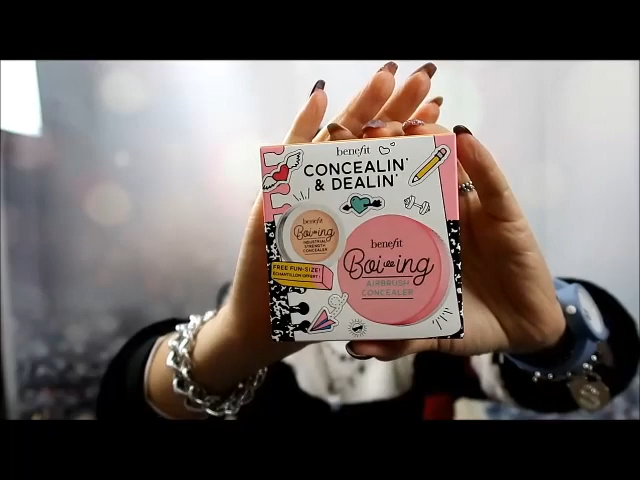 benefit
CONCEALIN'
& DEALIN'
benefit
Boi-ing
INDUSTRIAL
STRENGTH
CONCEALER
FREE FUN-SIZE!
ÉCHANTILLON OFFERT!
benefit
Boi-ing
AIRBRUSH
CONCEALER